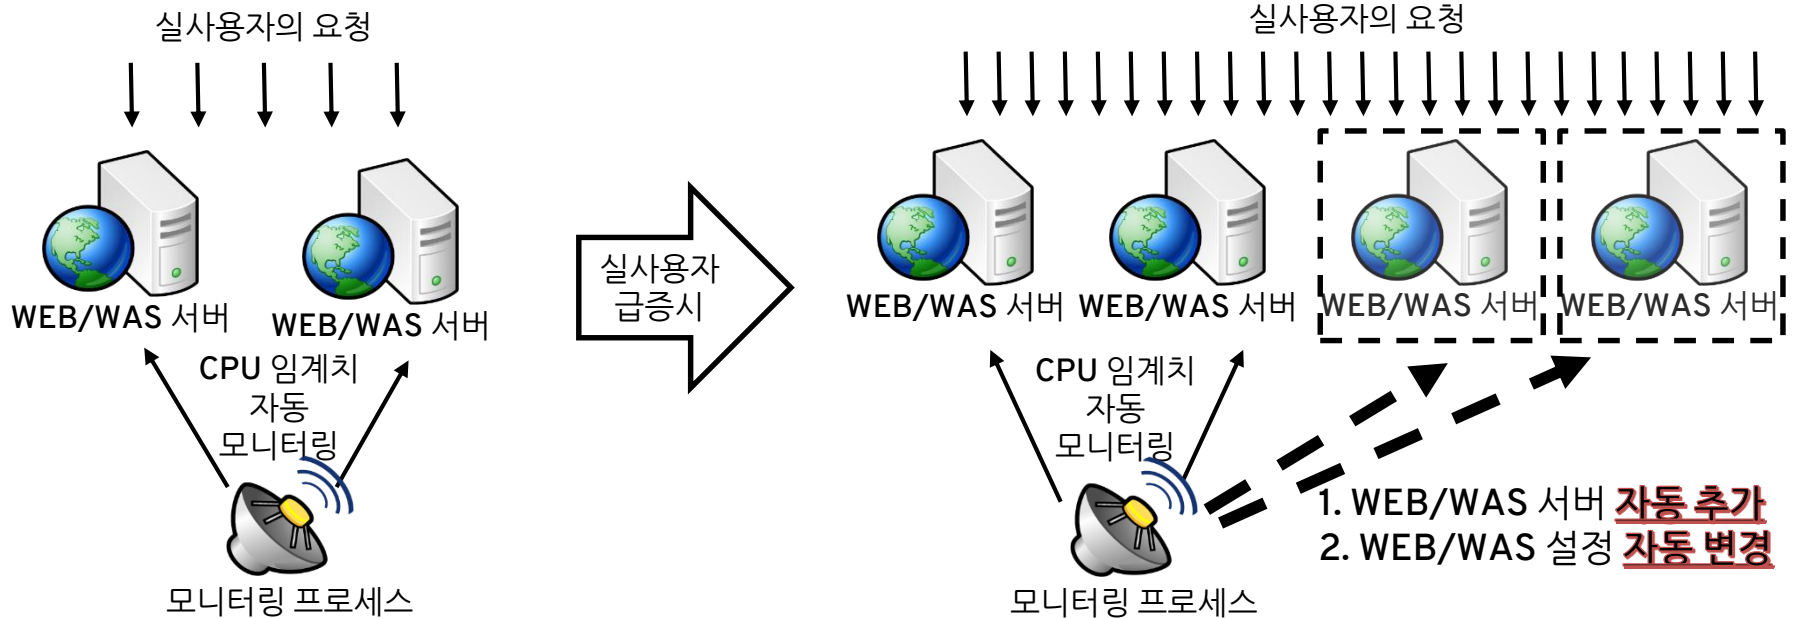 실사용자의 요청
WEB/WAS 서버
WEB/WAS 서버
CPU 임계치
자동
모니터링
모니터링 프로세스
실사용자
급증시
실사용자의 요청
WEB/WAS 서버
WEB/WAS 서버
WEB/WAS 서버
WEB/WAS 서버
CPU 임계치
자동
모니터링
1. WEB/WAS 서버 자동 추가
2. WEB/WAS 설정 자동 변경
모니터링 프로세스